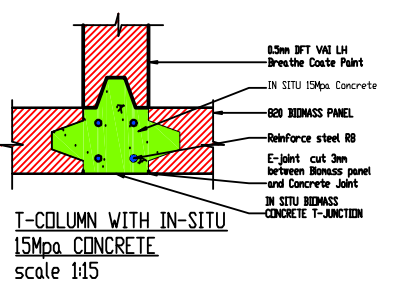 0.5mm DFT VAI LH
Breathe Coate Paint
IN SITU 15Mpa Concrete
820 BIOMASS PANEL
Reinforce steel R8
E-joint cut 3mm
between Biomass panel
and Concrete Joint
IN SITU BIOMASS
CONCRETE T-JUNCTION
T-COLUMN WITH IN-SITU
15Mpa CONCRETE
scale 1:15